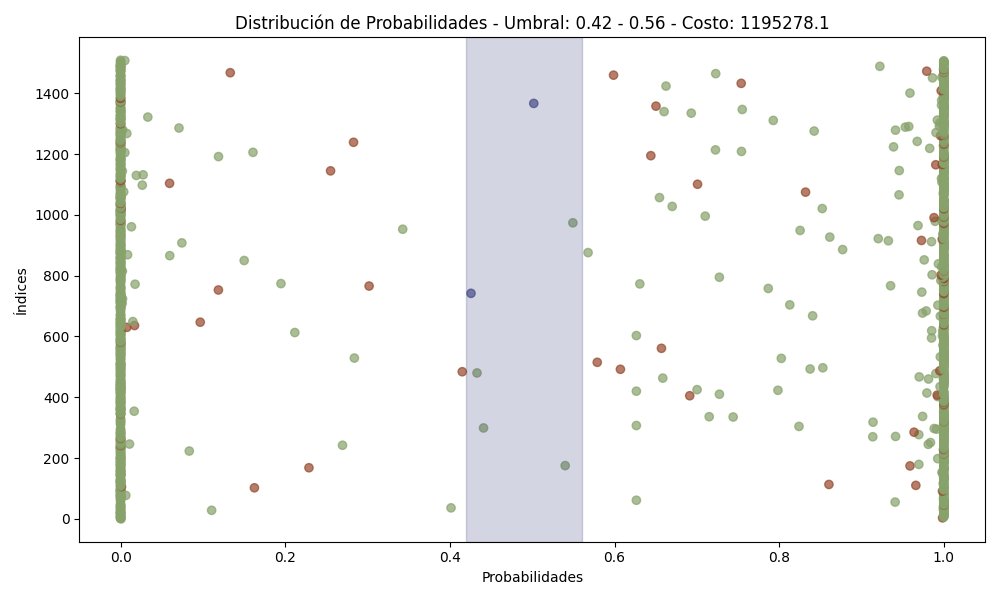 Distribución de Probabilidades - Umbral: 0.42 - 0.56 - Costo: 1195278.1
Índices
1400
1200
1000
800
600
400
200
0
0.0 0.2 0.4 0.6 0.8 1.0
Probabilidades